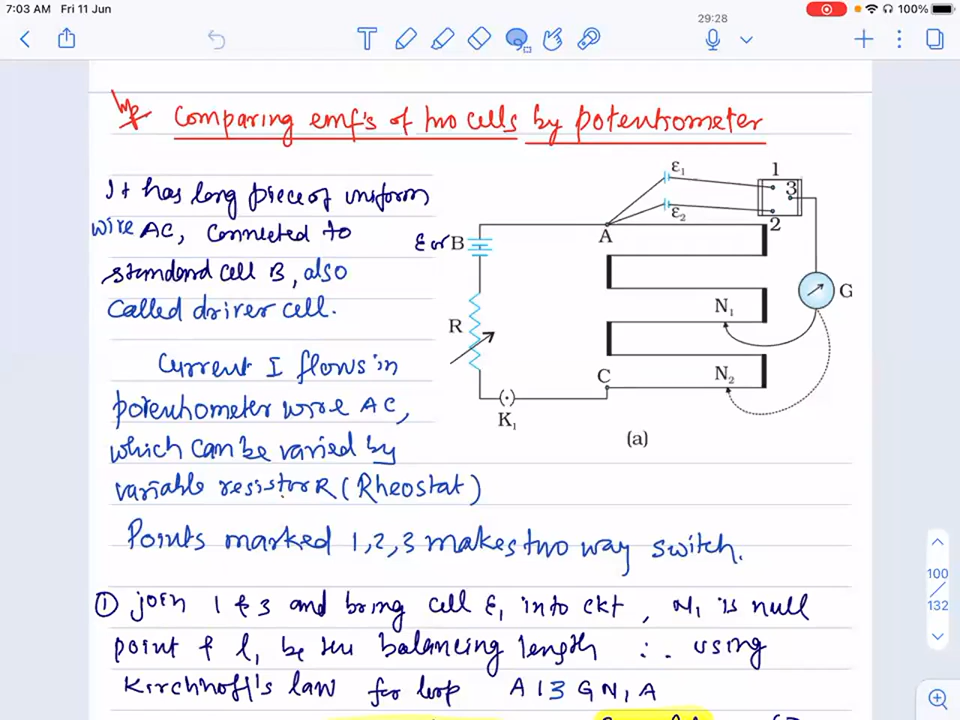 7:03 AM Fri 11 Jun
100%
29:28
Imp
Comparing emf's of two cells by potentiometer
It has long piece of uniform
wire AC, connected to
standard cell B, also
called driver cell.
Current I flows in
potentiometer wire AC,
which can be varied by
variable resistor R (Rheostat)
ε or B
R
K₁
A
C
ε₁
ε₂
1
3
2
G
N₁
N₂
(a)
Points marked 1,2,3 makes two way switch.
① join 1 & 3 and bring cell ε₁ into ckt, N₁ is null
point & l₁ be the balancing length ∴ using
Kirchhoff's law for loop A 1 3 G N₁ A
100
132